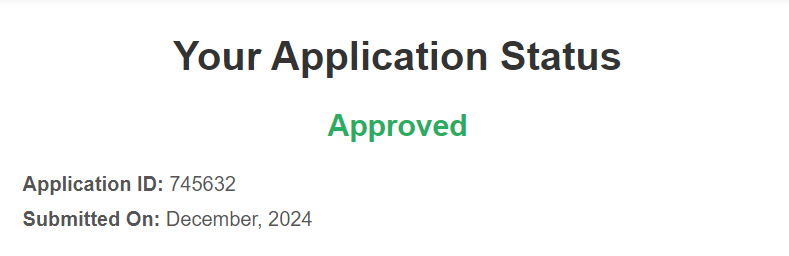 Your Application Status
Approved
Application ID: 745632
Submitted On: December, 2024